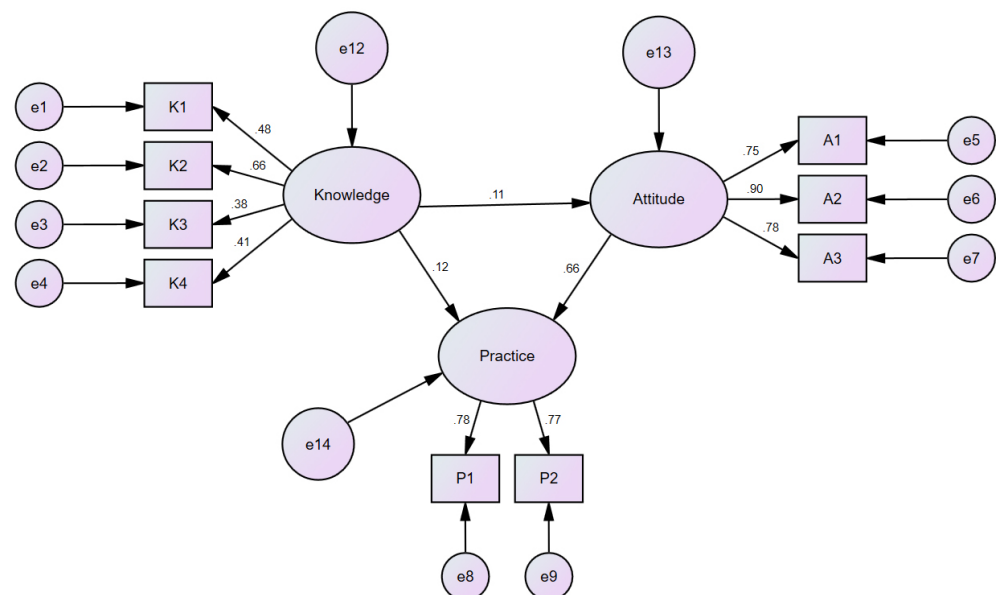 e12
e13
e1
K1
.48
e2
K2
.66
Knowledge
e3
K3
.38
e4
K4
.41
.11
Attitude
.75
A1
e5
.90
A2
e6
.78
A3
e7
.12
.66
Practice
e14
.78
.77
P1
P2
e8
e9